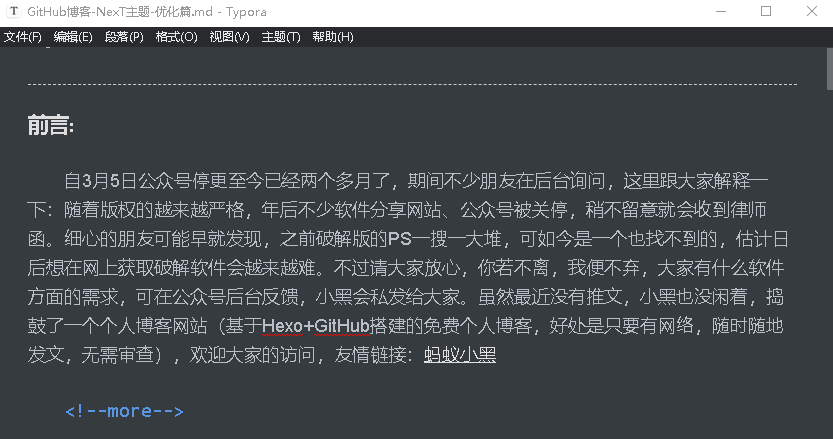 T GitHub博客-NexT主题-优化篇.md - Typora
文件(F) 编辑(E) 段落(P) 格式(O) 视图(V) 主题(T) 帮助(H)
前言:
自3月5日公众号停更至今已经两个多月了，期间不少朋友在后台询问，这里跟大家解释一
下：随着版权的越来越严格，年后不少软件分享网站、公众号被关停，稍不留意就会收到律师
函。细心的朋友可能早就发现，之前破解版的PS一搜一大堆，可如今是一个也找不到的，估计日
后想在网上获取破解软件会越来越难。不过请大家放心，你若不离，我便不弃，大家有什么软件
方面的需求，可在公众号后台反馈，小黑会私发给大家。虽然最近没有推文，小黑也没闲着，捣
鼓了一个个人博客网站（基于Hexo+GitHub搭建的免费个人博客，好处是只要有网络，随时随地
发文，无需审查），欢迎大家的访问，友情链接：蚂蚁小黑
<!--more-->